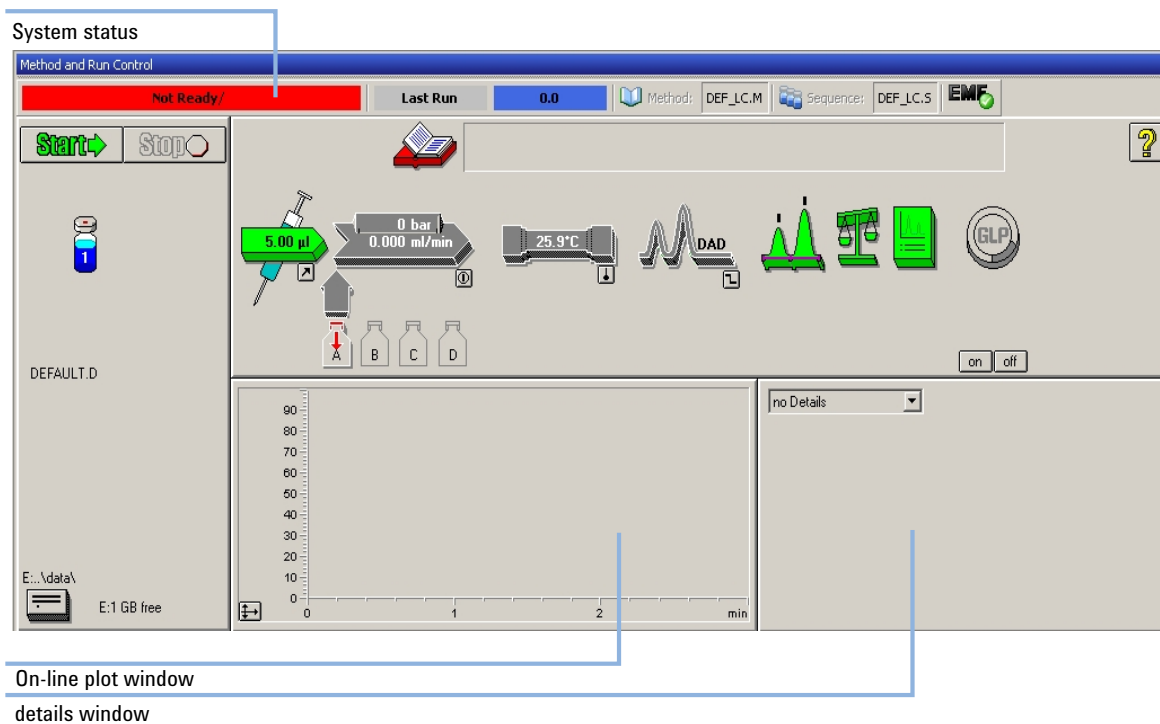 System status
Method and Run Control
Not Ready/
Last Run
0.0
Method:
DEF_LC.M
Sequence:
DEF_LC.S
EMF
Start
Stop
?
1
5.00 µl
0 bar
0.000 ml/min
25.9°C
DAD
GLP
A
B
C
D
on
off
DEFAULT.D
E:..\data\
E:1 GB free
90
80
70
60
50
40
30
20
10
0
0
1
2
min
no Details
On-line plot window
details window